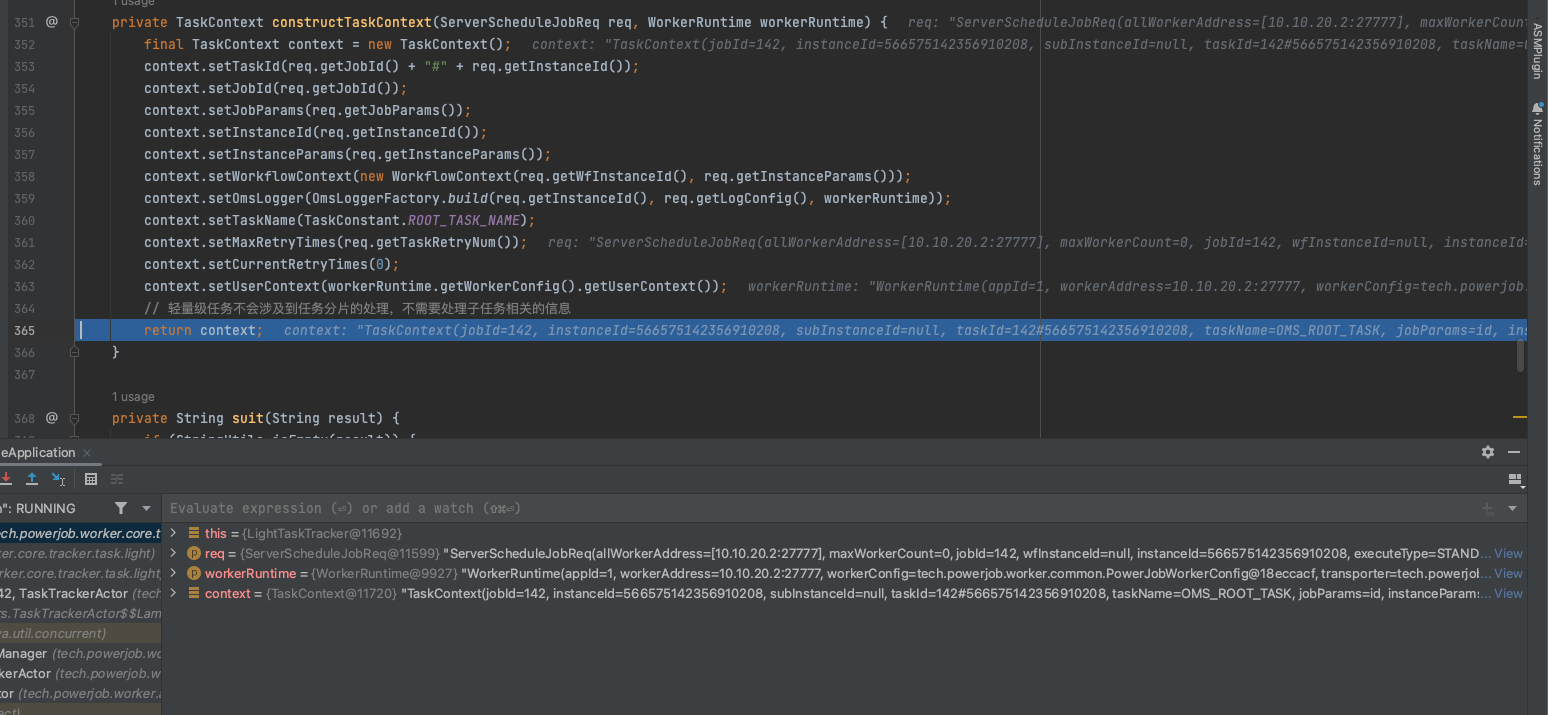 1 usage
351 @ private TaskContext constructTaskContext(ServerScheduleJobReq req, WorkerRuntime workerRuntime) { req: "ServerScheduleJobReq(allWorkerAddress=[10.10.20.2:27777], maxWorkerCount
352 final TaskContext context = new TaskContext(); context: "TaskContext(jobId=142, instanceId=566575142356910208, subInstanceId=null, taskId=142#566575142356910208, taskName=
353 context.setTaskId(req.getJobId() + "#" + req.getInstanceId());
354 context.setJobId(req.getJobId());
355 context.setJobParams(req.getJobParams());
356 context.setInstanceId(req.getInstanceId());
357 context.setInstanceParams(req.getInstanceParams());
358 context.setWorkflowContext(new WorkflowContext(req.getWfInstanceId(), req.getInstanceParams()));
359 context.setOmsLogger(OmsLoggerFactory.build(req.getInstanceId(), req.getLogConfig(), workerRuntime));
360 context.setTaskName(TaskConstant.ROOT_TASK_NAME);
361 context.setMaxRetryTimes(req.getTaskRetryNum()); req: "ServerScheduleJobReq(allWorkerAddress=[10.10.20.2:27777], maxWorkerCount=0, jobId=142, wfInstanceId=null, instanceId=
362 context.setCurrentRetryTimes(0);
363 context.setUserContext(workerRuntime.getWorkerConfig().getUserContext()); workerRuntime: "WorkerRuntime(appId=1, workerAddress=10.10.20.2:27777, workerConfig=tech.powerjob.
364 // 轻量级任务不会涉及到任务分片的处理，不需要处理子任务相关的信息
365 return context; context: "TaskContext(jobId=142, instanceId=566575142356910208, subInstanceId=null, taskId=142#566575142356910208, taskName=OMS_ROOT_TASK, jobParams=id, ins
366 }
367
1 usage
368 @ private String suit(String result) {
if (StringUtils.isEmpty(result)) {
ASMPlugin
Notifications
eApplication
": RUNNING
Evaluate expression (⏎) or add a watch (⇧⌘⏎)
ech.powerjob.worker.core.t
ker.core.tracker.task.light)
rker.core.tracker.task.light
42, TaskTrackerActor (tech
rs.TaskTrackerActor$$Lam
va.util.concurrent)
Manager (tech.powerjob.wo
kerActor (tech.powerjob.w
tor (tech.powerjob.worker.a
ect)
this = {LightTaskTracker@11692}
req = {ServerScheduleJobReq@11599} "ServerScheduleJobReq(allWorkerAddress=[10.10.20.2:27777], maxWorkerCount=0, jobId=142, wfInstanceId=null, instanceId=566575142356910208, executeType=STAND... View
workerRuntime = {WorkerRuntime@9927} "WorkerRuntime(appId=1, workerAddress=10.10.20.2:27777, workerConfig=tech.powerjob.worker.common.PowerJobWorkerConfig@18eccacf, transporter=tech.powerjob... View
context = {TaskContext@11720} "TaskContext(jobId=142, instanceId=566575142356910208, subInstanceId=null, taskId=142#566575142356910208, taskName=OMS_ROOT_TASK, jobParams=id, instanceParams... View